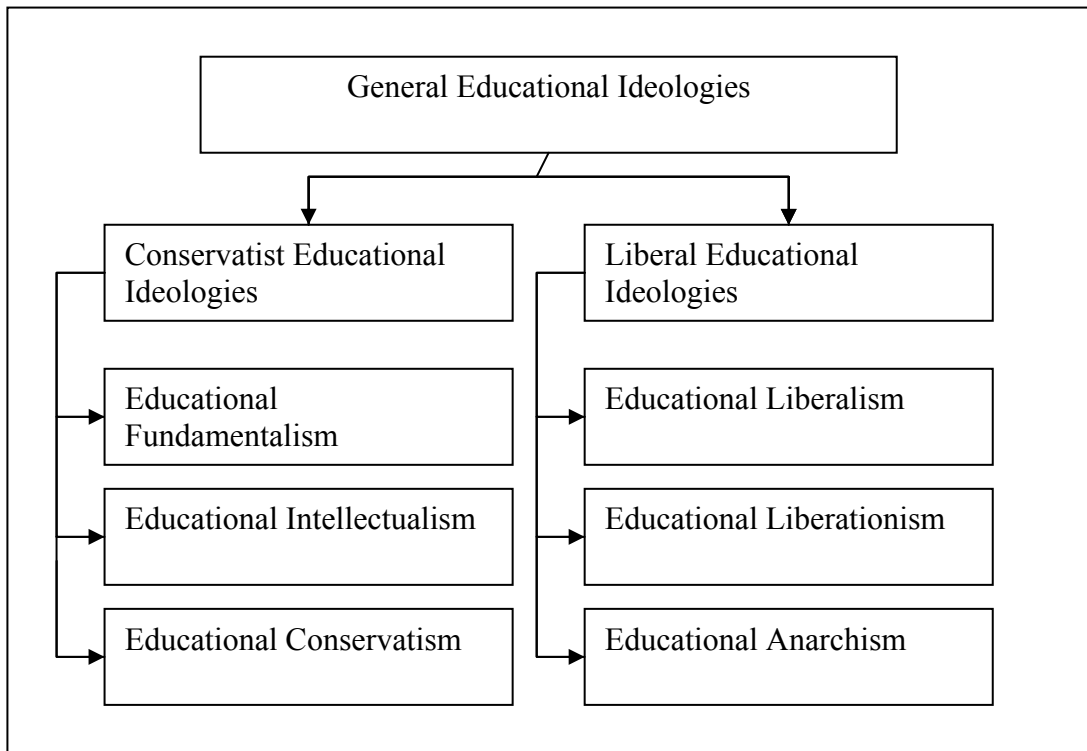 General Educational Ideologies
Conservatist Educational
Ideologies
Educational
Fundamentalism
Educational Intellectualism
Educational Conservatism
Liberal Educational
Ideologies
Educational Liberalism
Educational Liberationism
Educational Anarchism